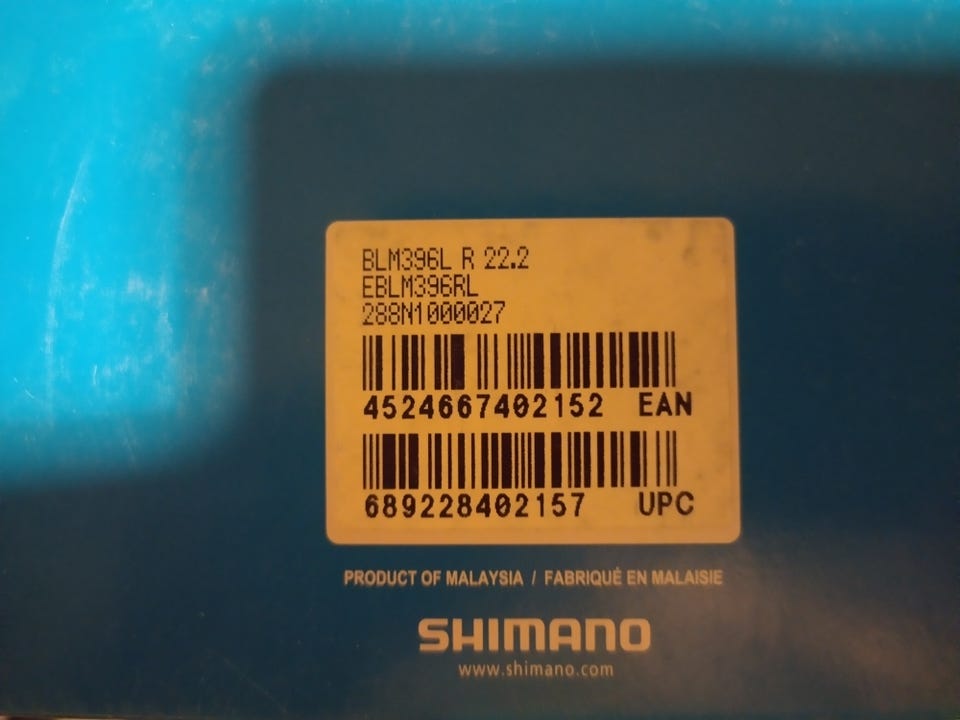 BLM396L R 22.2
EBLM396RL
288N1000027
4524667402152 EAN
689228402157 UPC
PRODUCT OF MALAYSIA / FABRIQUÉ EN MALAISIE
SHIMANO
www.shimano.com